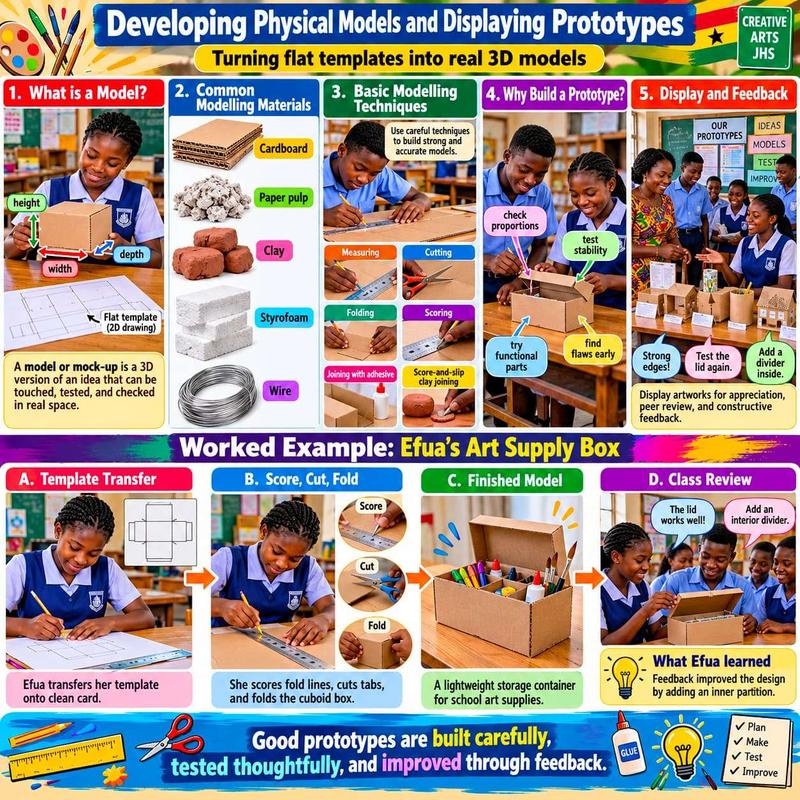 Developing Physical Models and Displaying Prototypes
Turning flat templates into real 3D models
CREATIVE
ARTS
JHS
1. What is a Model?
height
width
depth
Flat template
(2D drawing)
A model or mock-up is a 3D
version of an idea that can be
touched, tested, and checked
in real space.
2. Common
Modelling Materials
Cardboard
Paper pulp
Clay
Styrofoam
Wire
3. Basic Modelling
Techniques
Use careful techniques
to build strong and
accurate models.
Measuring
Cutting
Folding
Scoring
Joining with adhesive
Score-and-slip
clay joining
4. Why Build a Prototype?
check
proportions
test
stability
try
functional
parts
find
flaws early
5. Display and Feedback
OUR
PROTOTYPES
IDEAS
MODELS
TEST
IMPROV
Strong
edges!
Test the
lid again.
Add a
divider
inside.
Display artworks for appreciation,
peer review, and constructive
feedback.
Worked Example: Efua's Art Supply Box
A. Template Transfer
Efua transfers her template
onto clean card.
B. Score, Cut, Fold
Score
Cut
Fold
She scores fold lines, cuts tabs,
and folds the cuboid box.
C. Finished Model
A lightweight storage container
for school art supplies.
D. Class Review
The lid
works well!
Add an
interior divider.
What Efua learned
Feedback improved the design
by adding an inner partition.
Good prototypes are built carefully,
tested thoughtfully, and improved through feedback.
GLUE
✓ Plan
✓ Make
✓ Test
✓ Improve